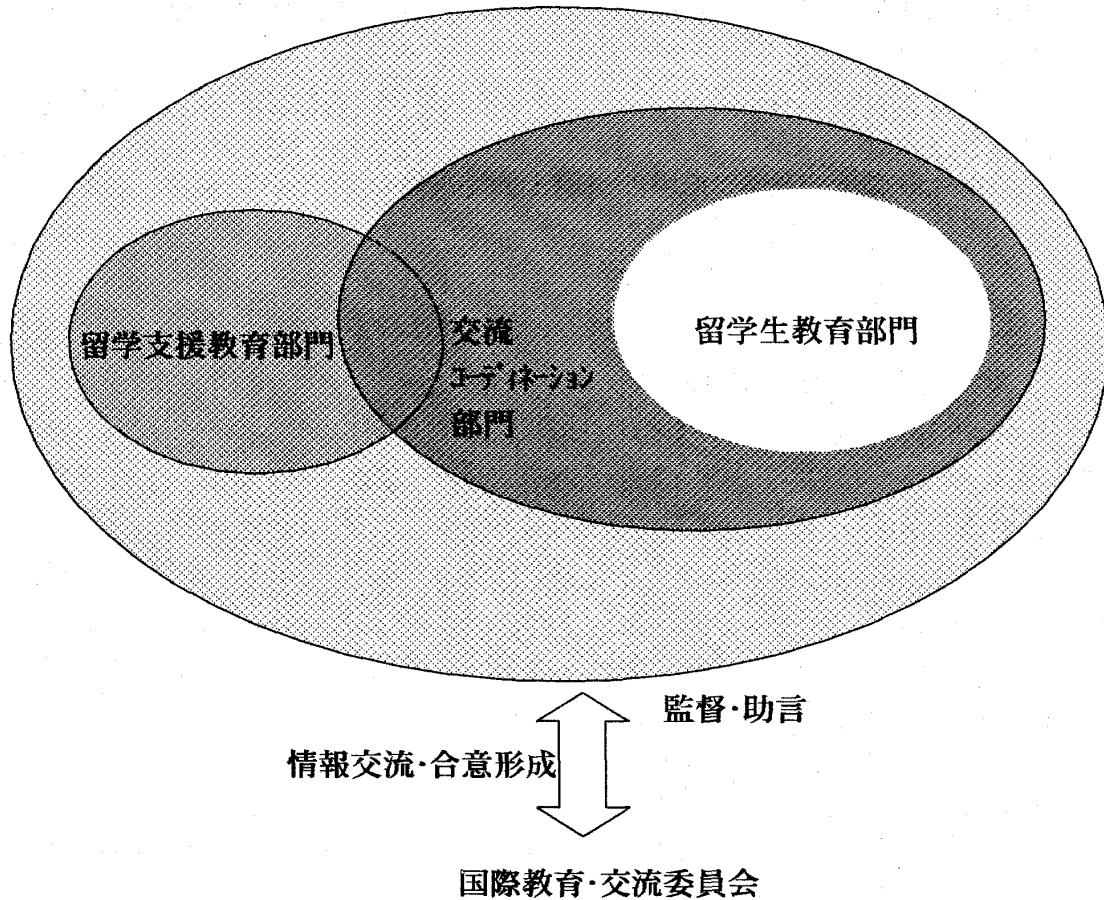 留学支援教育部門
交流
コーディネーション
部門
留学生教育部門
監督・助言
情報交流・合意形成
国際教育・交流委員会